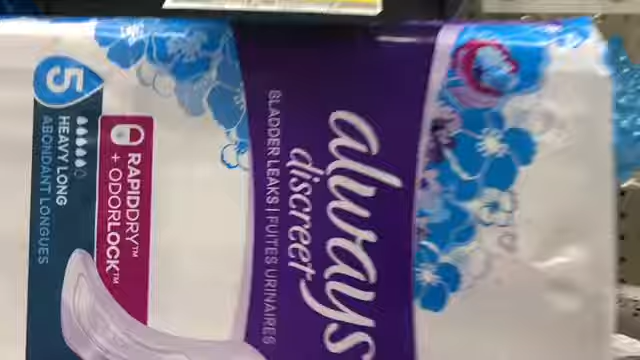 always
discreet
BLADDER LEAKS | FUITES URINAIRES
RAPIDDRY™
+ ODORLOCK™
5
HEAVY LONG
ABONDANT LONGUES